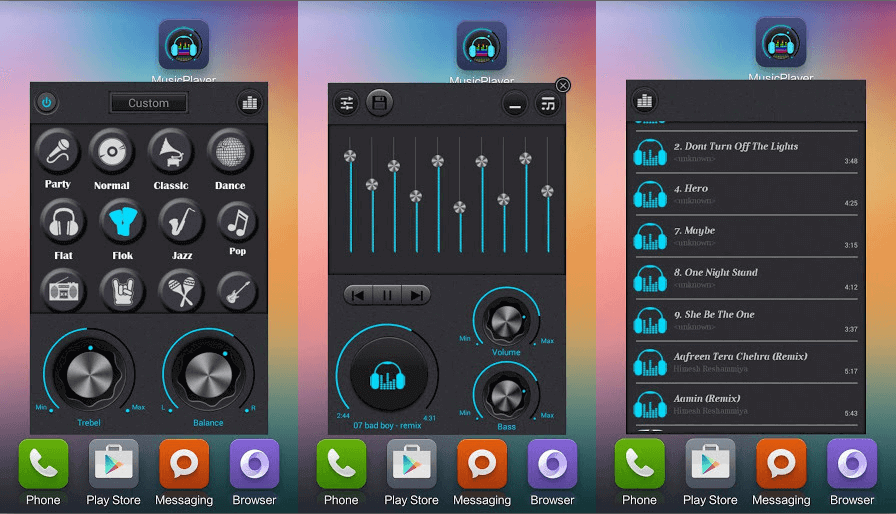 MusicPlayer
Custom
Party
Normal
Classic
Dance
Flat
Flok
Jazz
Pop
Min
Max
Trebel
L
R
Balance
Phone
Play Store
Messaging
Browser
MusicPlayer
Min
Max
Volume
2:44
4:31
07 bad boy - remix
Min
Max
Bass
Phone
Play Store
Messaging
Browser
MusicPlayer
2. Dont Turn Off The Lights
<unknown>
3:48
4. Hero
<unknown>
4:25
7. Maybe
<unknown>
3:15
8. One Night Stand
<unknown>
4:12
9. She Be The One
<unknown>
3:37
Aafreen Tera Chehra (Remix)
Himesh Reshammiya
5:17
Aamin (Remix)
Himesh Reshammiya
5:43
Phone
Play Store
Messaging
Browser